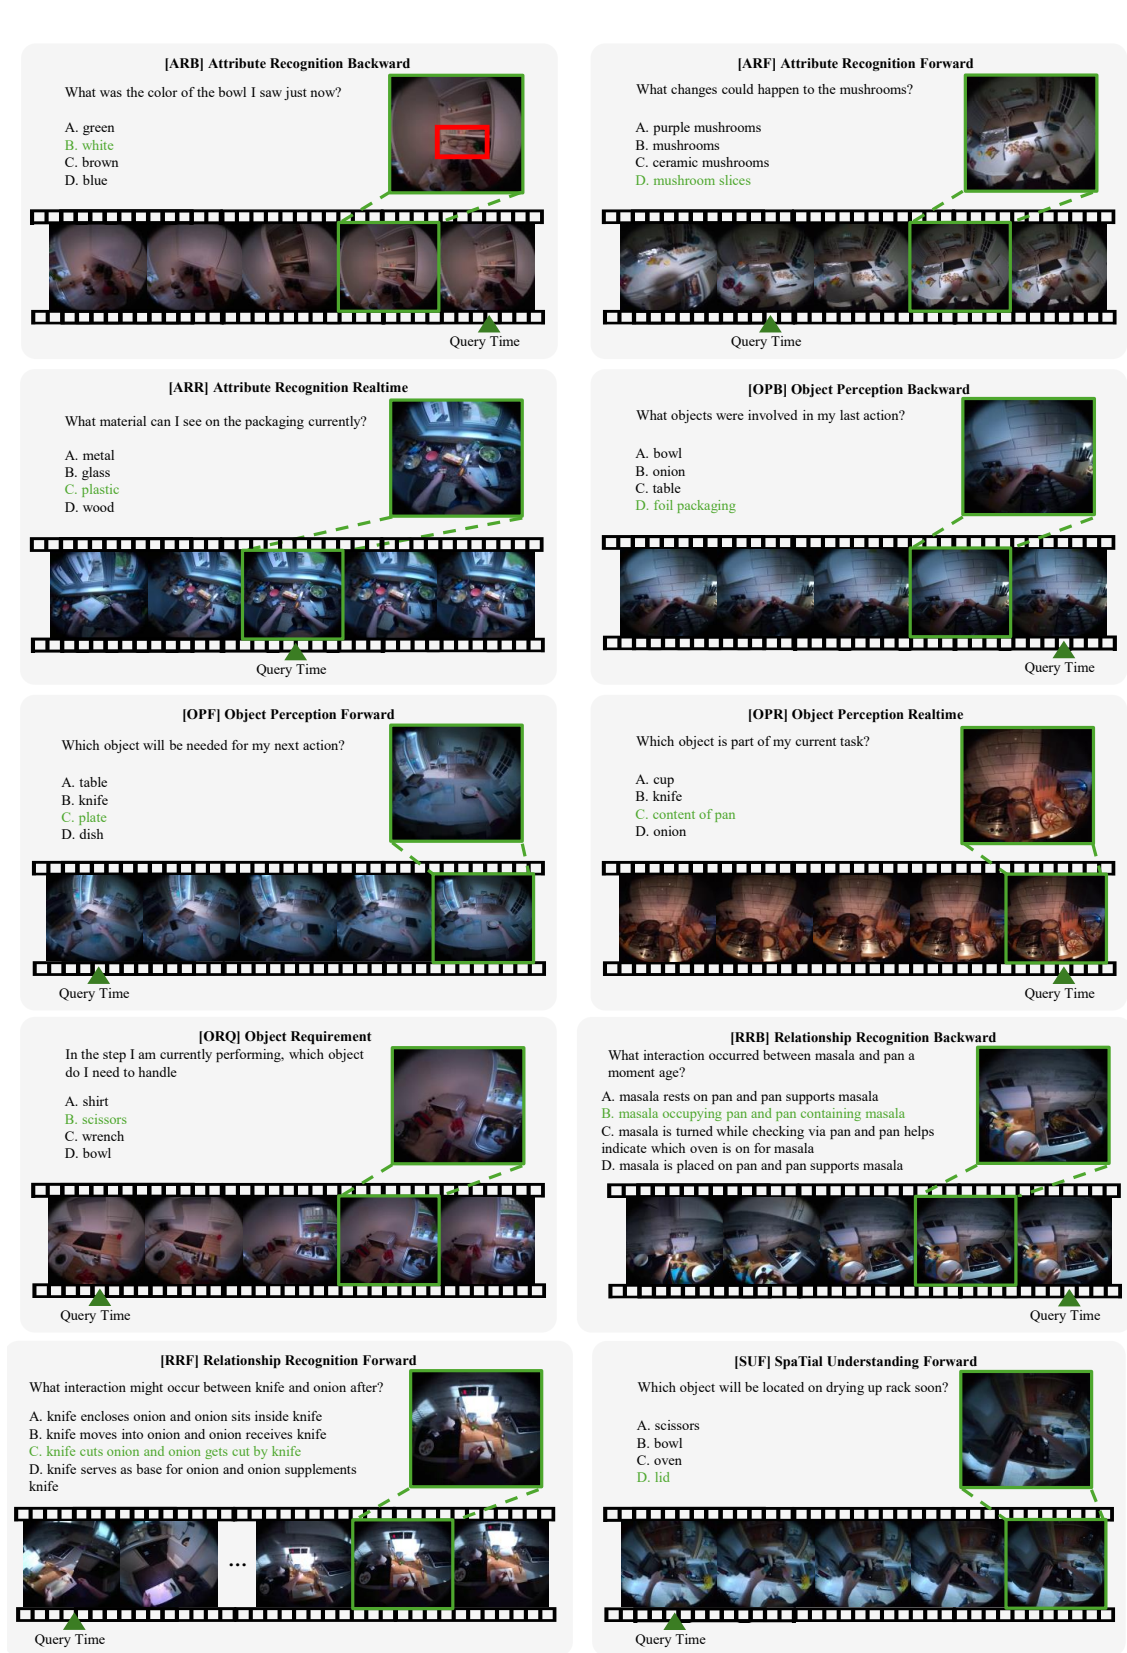 [ARB] Attribute Recognition Backward
What was the color of the bowl I saw just now?
A. green
B. white
C. brown
D. blue
Query Time
[ARF] Attribute Recognition Forward
What changes could happen to the mushrooms?
A. purple mushrooms
B. mushrooms
C. ceramic mushrooms
D. mushroom slices
Query Time
[ARR] Attribute Recognition Realtime
What material can I see on the packaging currently?
A. metal
B. glass
C. plastic
D. wood
Query Time
[OPB] Object Perception Backward
What objects were involved in my last action?
A. bowl
B. onion
C. table
D. foil packaging
Query Time
[OPF] Object Perception Forward
Which object will be needed for my next action?
A. table
B. knife
C. plate
D. dish
Query Time
[OPR] Object Perception Realtime
Which object is part of my current task?
A. cup
B. knife
C. content of pan
D. onion
Query Time
[ORQ] Object Requirement
In the step I am currently performing, which object
do I need to handle
A. shirt
B. scissors
C. wrench
D. bowl
Query Time
[RRB] Relationship Recognition Backward
What interaction occurred between masala and pan a
moment age?
A. masala rests on pan and pan supports masala
B. masala occupying pan and pan containing masala
C. masala is turned while checking via pan and pan helps
indicate which oven is on for masala
D. masala is placed on pan and pan supports masala
Query Time
[RRF] Relationship Recognition Forward
What interaction might occur between knife and onion after?
A. knife encloses onion and onion sits inside knife
B. knife moves into onion and onion receives knife
C. knife cuts onion and onion gets cut by knife
D. knife serves as base for onion and onion supplements
knife
...
Query Time
[SUF] SpaTial Understanding Forward
Which object will be located on drying up rack soon?
A. scissors
B. bowl
C. oven
D. lid
Query Time